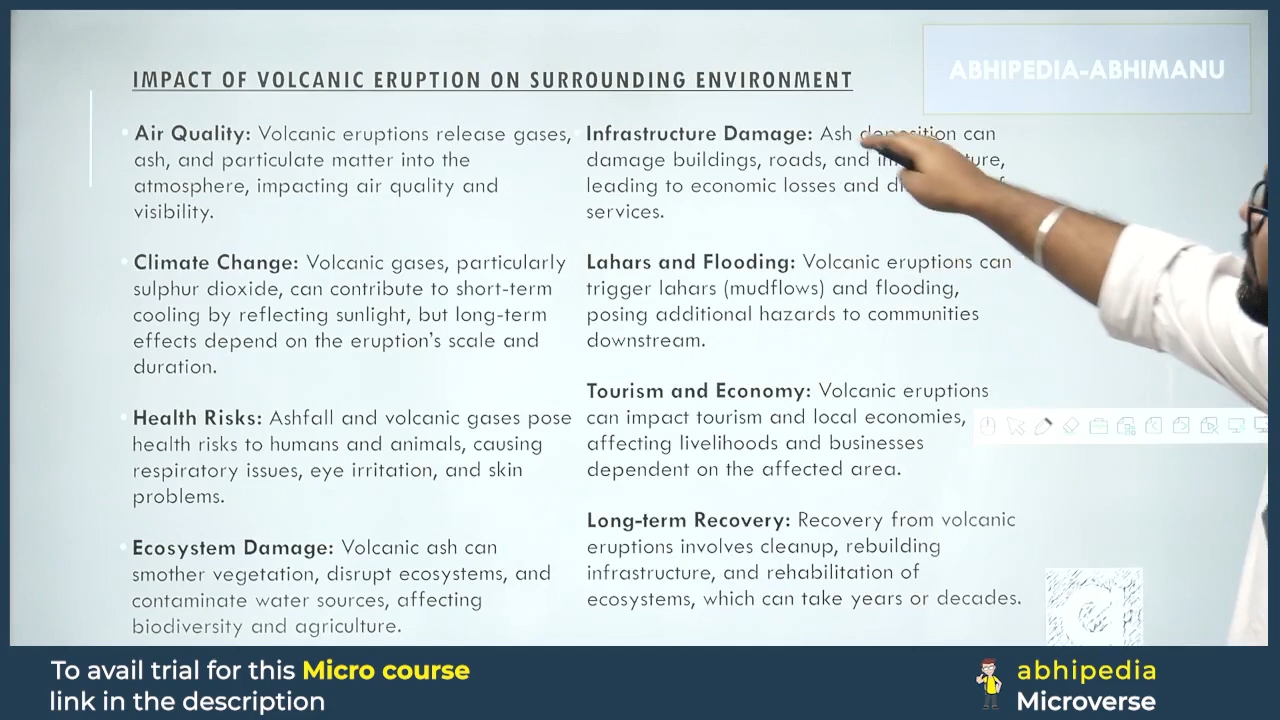 IMPACT OF VOLCANIC ERUPTION ON SURROUNDING ENVIRONMENT
ABHIPEDIA-ABHIMANU
Air Quality: Volcanic eruptions release gases,
ash, and particulate matter into the
atmosphere, impacting air quality and
visibility.
Climate Change: Volcanic gases, particularly
sulphur dioxide, can contribute to short-term
cooling by reflecting sunlight, but long-term
effects depend on the eruption's scale and
duration.
Health Risks: Ashfall and volcanic gases pose
health risks to humans and animals, causing
respiratory issues, eye irritation, and skin
problems.
Ecosystem Damage: Volcanic ash can
smother vegetation, disrupt ecosystems, and
contaminate water sources, affecting
biodiversity and agriculture.
Infrastructure Damage: Ash deposition can
damage buildings, roads, and
leading to economic losses and
services.
Lahars and Flooding: Volcanic eruptions can
trigger lahars (mudflows) and flooding,
posing additional hazards to communities
downstream.
Tourism and Economy: Volcanic eruptions
can impact tourism and local economies,
affecting livelihoods and businesses
dependent on the affected area.
Long-term Recovery: Recovery from volcanic
eruptions involves cleanup, rebuilding
infrastructure, and rehabilitation of
ecosystems, which can take years or decades.
To avail trial for this Micro course
link in the description
abhipedia
Microverse